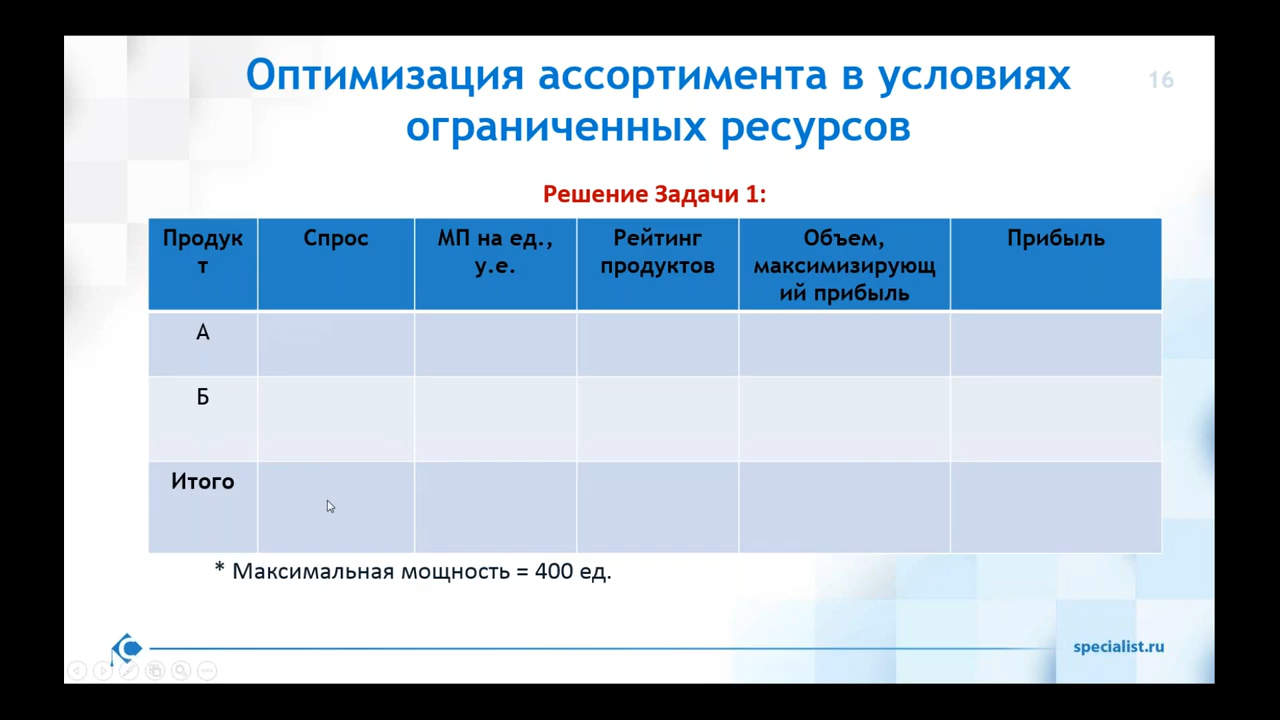 Оптимизация ассортимента в условиях
ограниченных ресурсов
16
Решение Задачи 1:
Продук
т
Спрос
МП на ед.,
у.е.
Рейтинг
продуктов
Объем,
максимизирующ
ий прибыль
Прибыль
А
Б
Итого
* Максимальная мощность = 400 ед.
specialist.ru